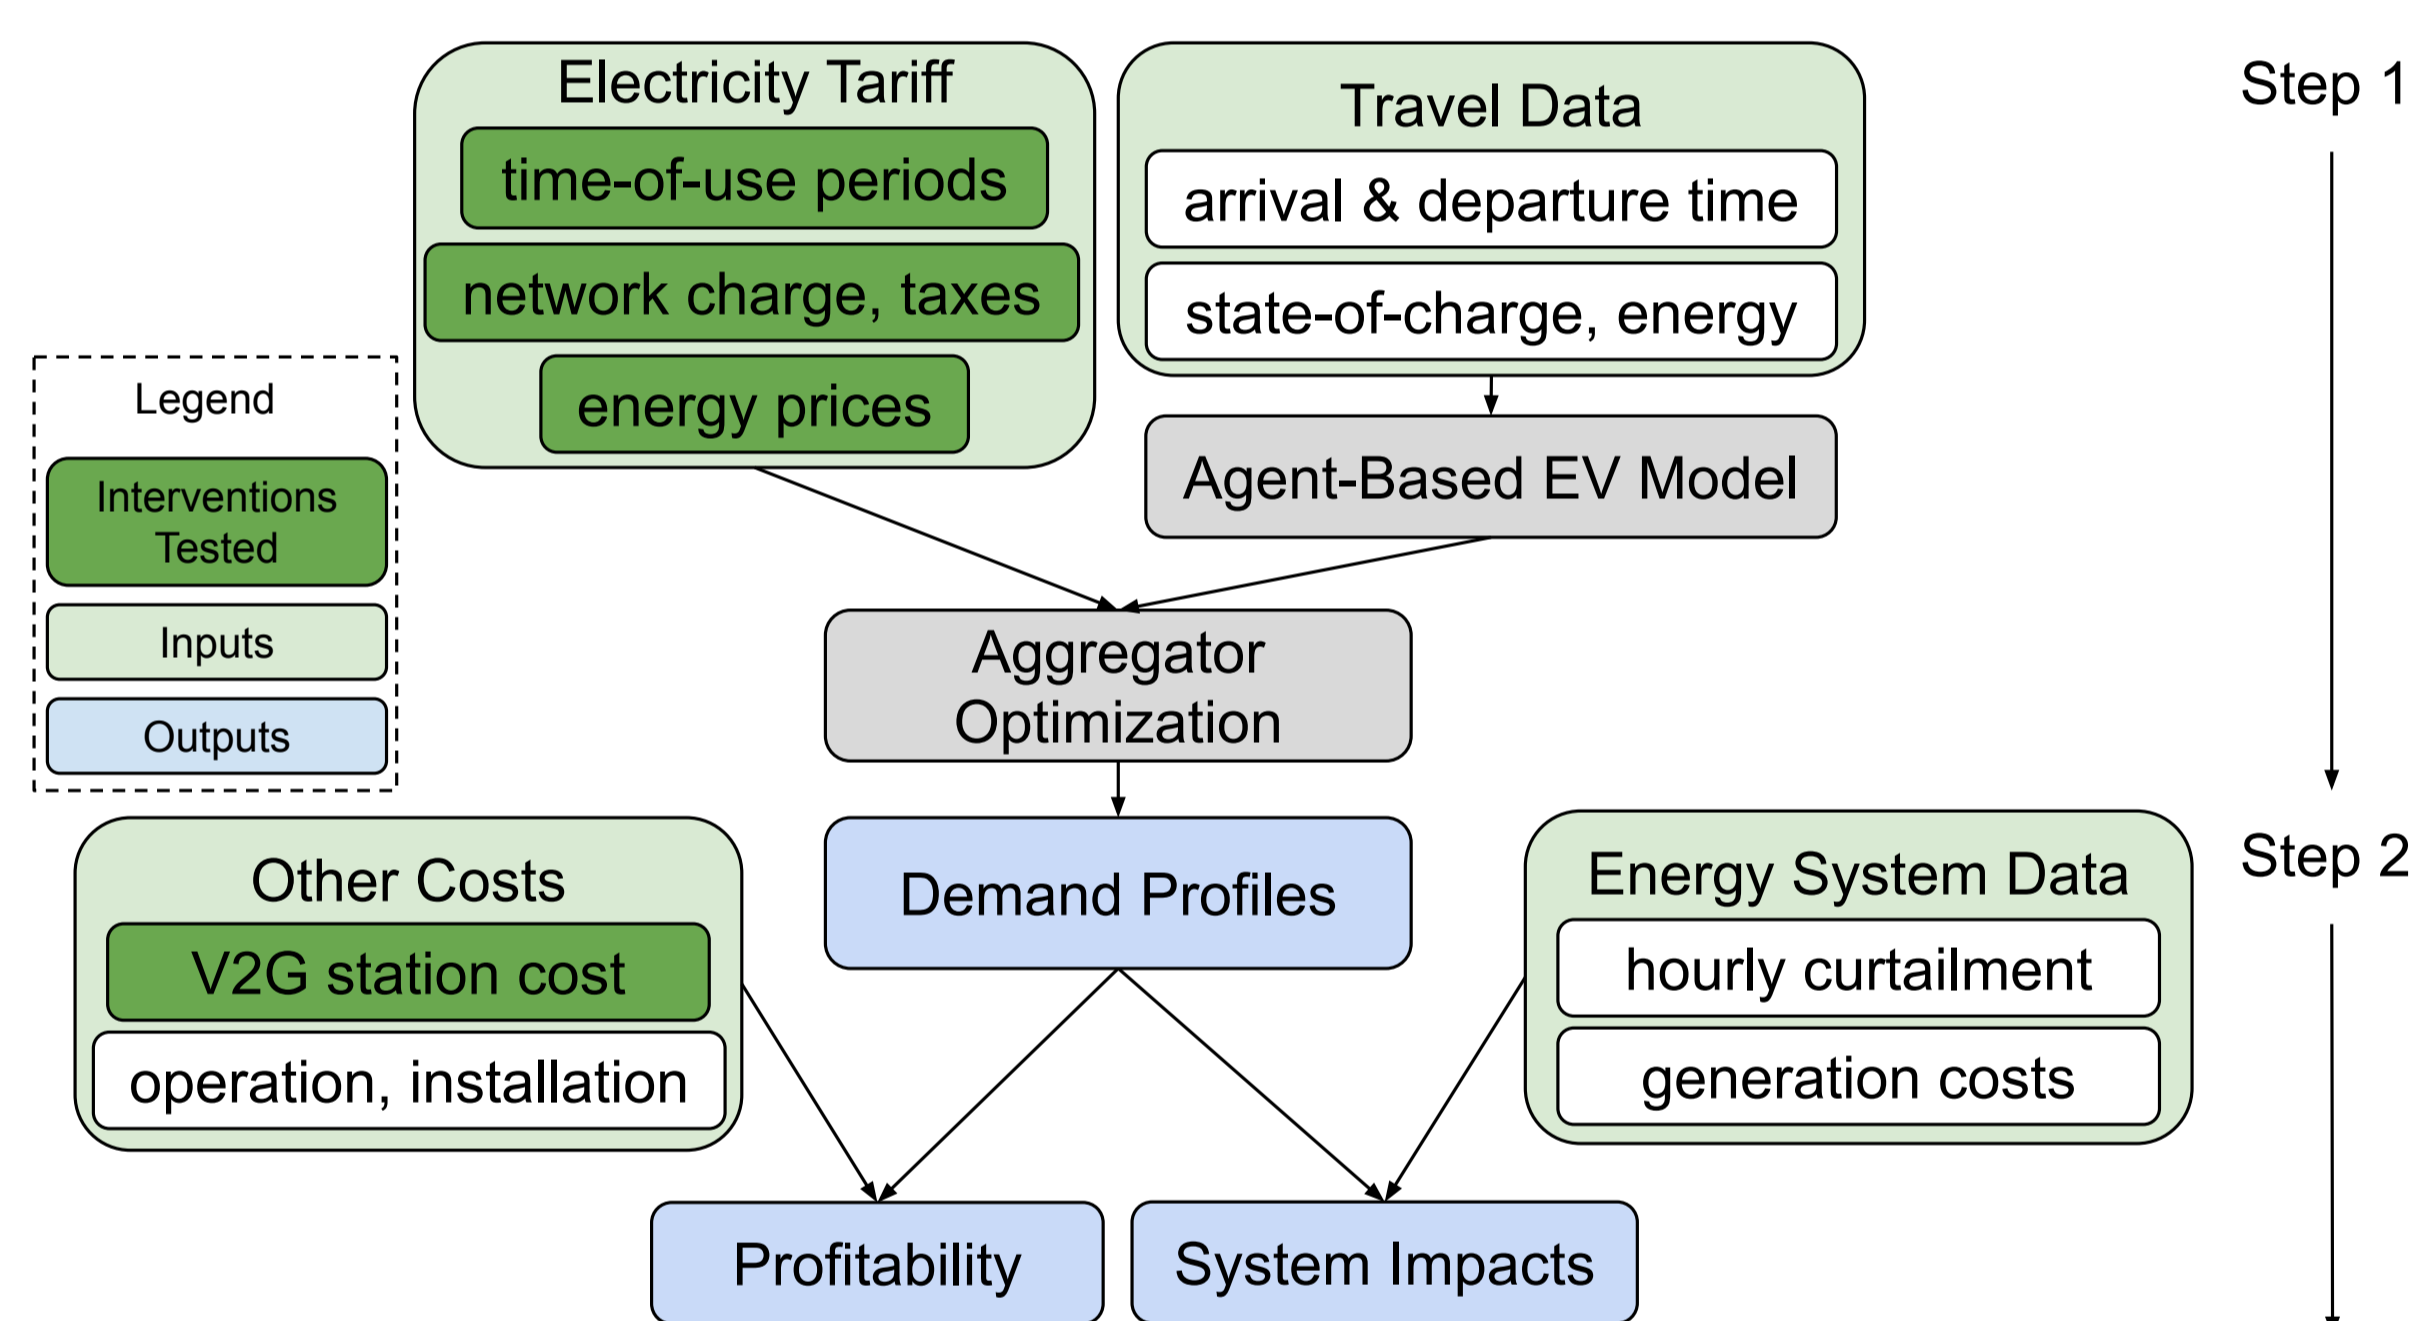 Electricity Tariff
time-of-use periods
network charge, taxes
energy prices
Travel Data
arrival & departure time
state-of-charge, energy
Agent-Based EV Model
Step 1
Legend
Interventions
Tested
Inputs
Outputs
Aggregator
Optimization
Other Costs
V2G station cost
operation, installation
Demand Profiles
Energy System Data
hourly curtailment
generation costs
Step 2
Profitability
System Impacts